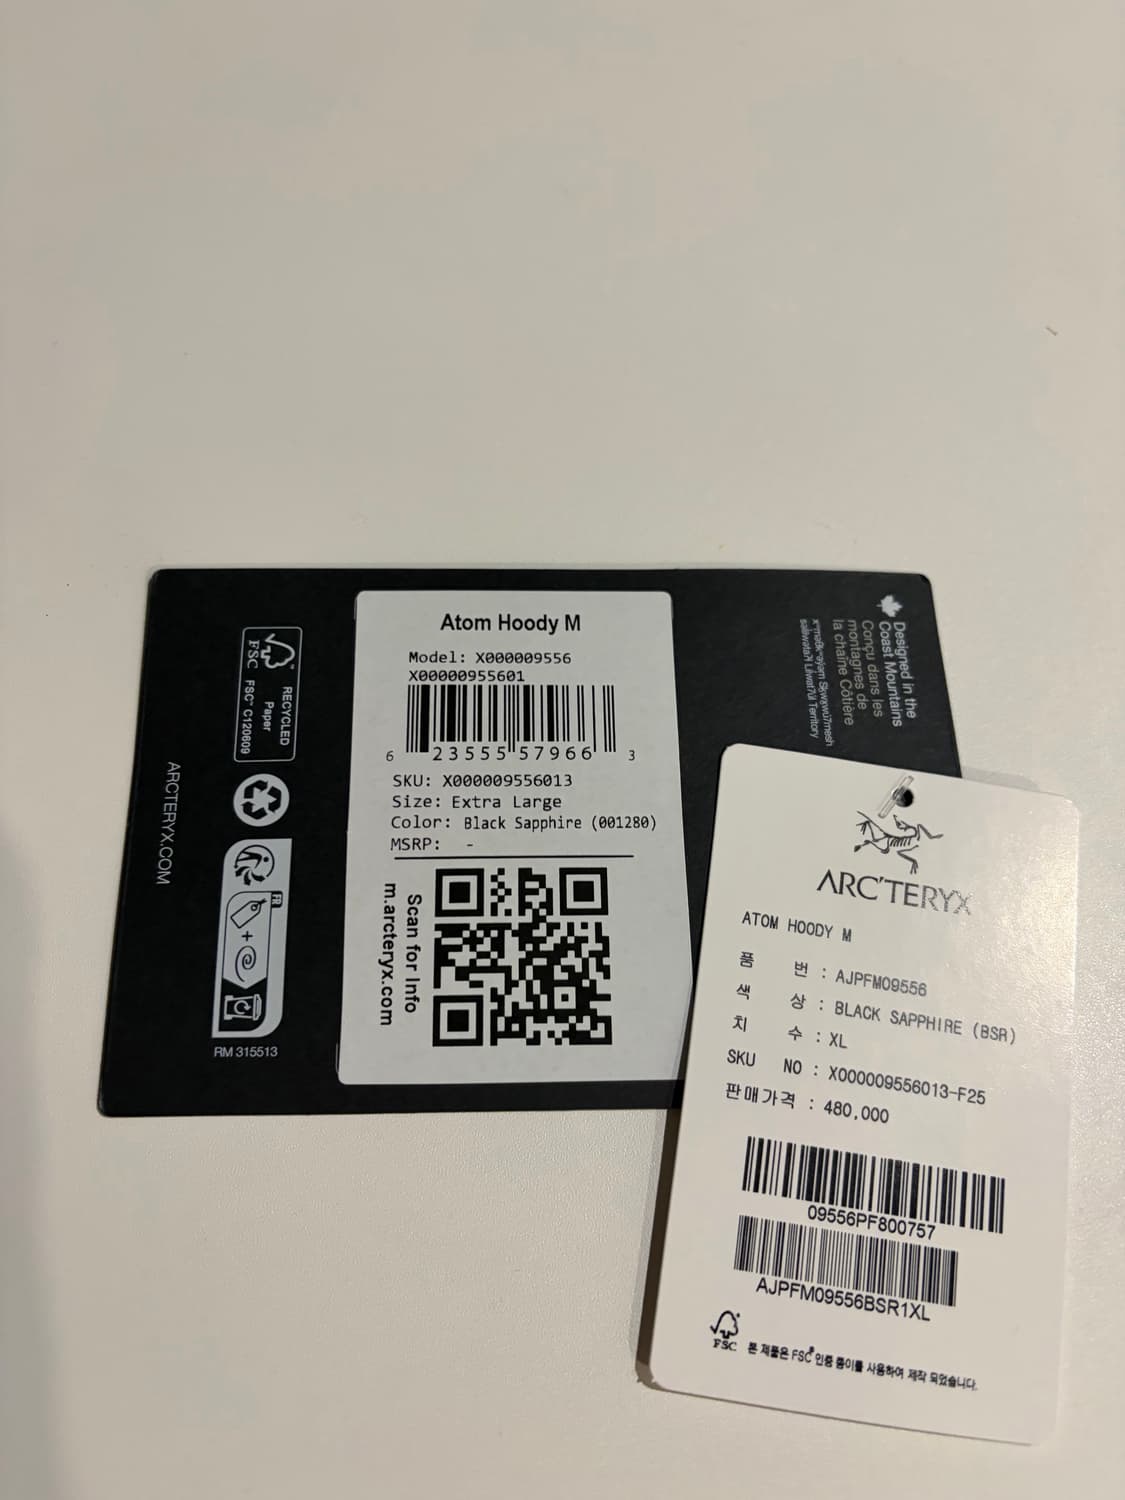 Atom Hoody M
Model: X000009556
X00000955601
6 23555 57966 3
SKU: X000009556013
Size: Extra Large
Color: Black Sapphire (001280)
MSRP: -
Scan for Info
m.arcteryx.com
Designed in the
Coast Mountains
Conçu dans les
montagnes de
la chaîne Côtière
Territory
RECYCLED
Paper
FSC
FSC™ C120609
FR
RM 315513
ARCTERYX.COM
ARC'TERYX
ATOM HOODY M
품 번 : AJPFM09556
색 상 : BLACK SAPPHIRE (BSR)
치 수 : XL
SKU NO : X000009556013-F25
판매가격 : 480,000
09556PF800757
AJPFM09556BSR1XL
FSC 본 제품은 FSC® 인증 종이를 사용하여 제작 되었습니다.